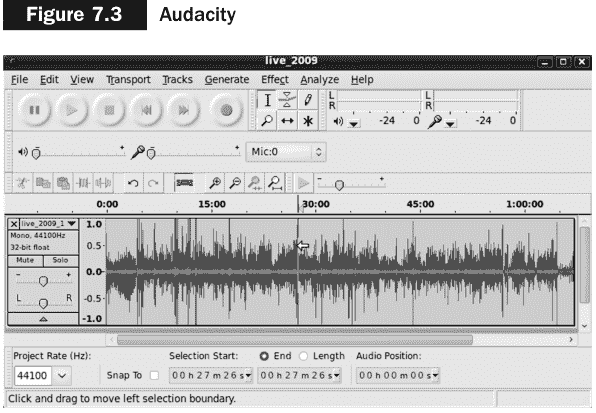 Figure 7.3 Audacity
live_2009
File Edit View Transport Tracks Generate Effect Analyze Help
L L
R R
-24 0 -24 0
- + - + Mic:0
- +
0:00 15:00 30:00 45:00 1:00:00
X live_2009_1
Mono, 44100Hz
32-bit float
Mute Solo
- +
L R
1.0
0.5
0.0
-0.5
-1.0
Project Rate (Hz): Selection Start: End Length Audio Position:
44100 Snap To 00 h 27 m 26 s 00 h 27 m 26 s 00 h 00 m 00 s
Click and drag to move left selection boundary.